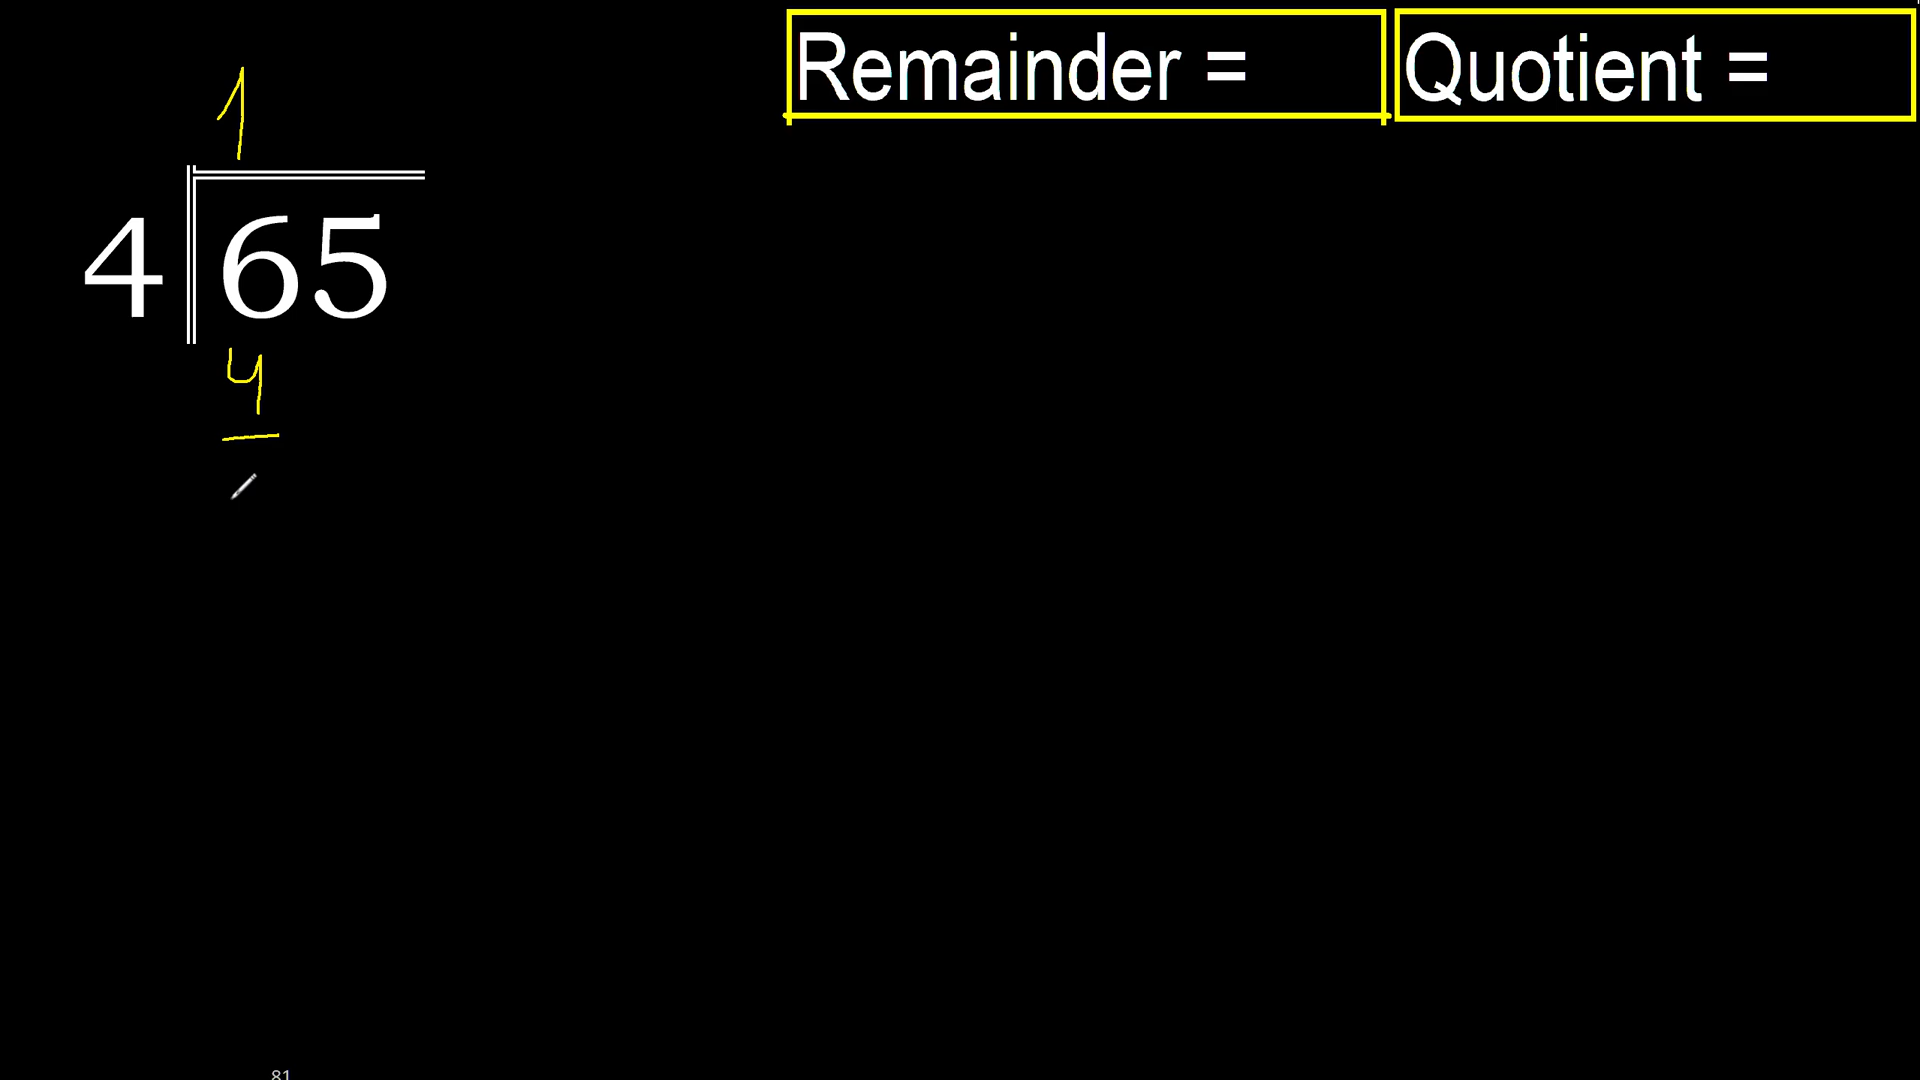 Remainder = Quotient =
1
4 65
4
81